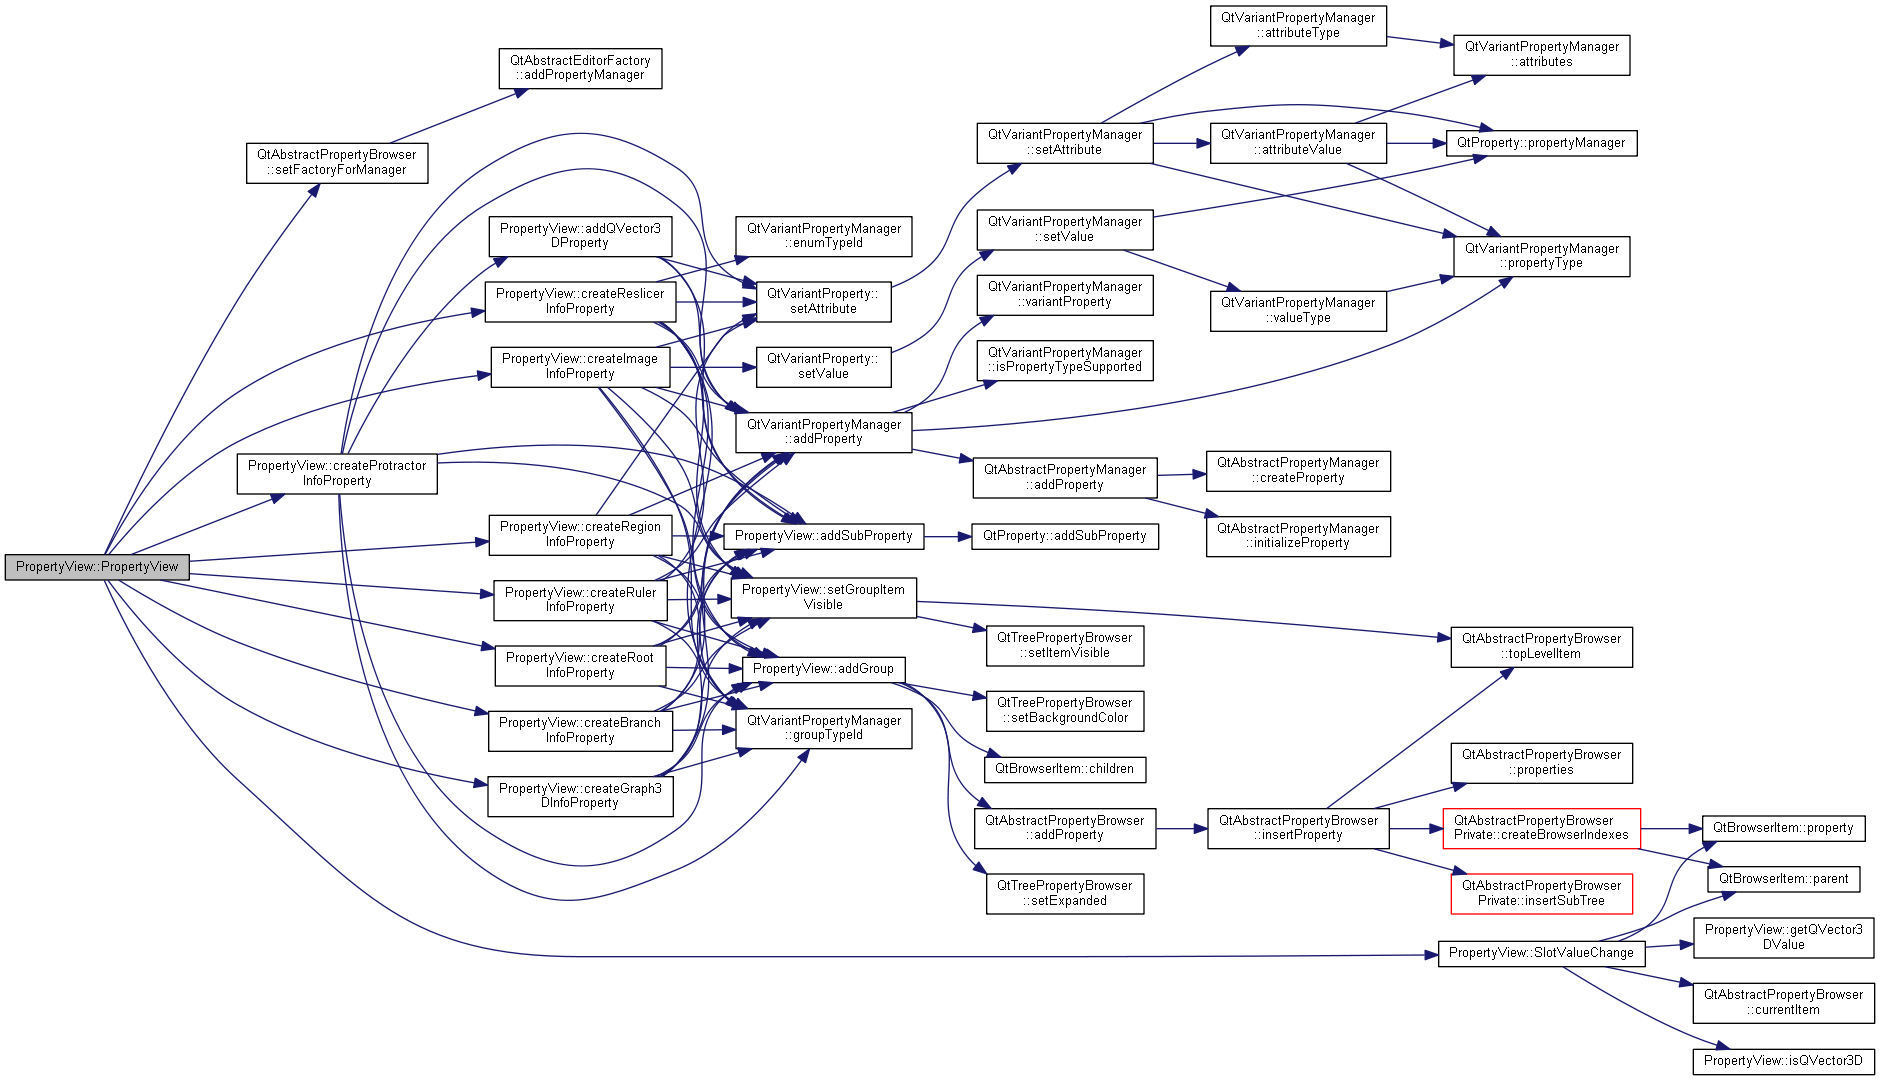 PropertyView::PropertyView
QtAbstractPropertyBrowser
::setFactoryForManager
PropertyView::createProtractor
InfoProperty
QtAbstractEditorFactory
::addPropertyManager
PropertyView::addQVector3
DProperty
PropertyView::createReslicer
InfoProperty
PropertyView::createImage
InfoProperty
PropertyView::createRegion
InfoProperty
PropertyView::createRuler
InfoProperty
PropertyView::createRoot
InfoProperty
PropertyView::createBranch
InfoProperty
PropertyView::createGraph3
DInfoProperty
QtVariantPropertyManager
::enumTypeId
QtVariantProperty::
setAttribute
QtVariantProperty::
setValue
QtVariantPropertyManager
::addProperty
PropertyView::addSubProperty
PropertyView::setGroupItem
Visible
PropertyView::addGroup
QtVariantPropertyManager
::groupTypeId
QtVariantPropertyManager
::setAttribute
QtVariantPropertyManager
::setValue
QtVariantPropertyManager
::variantProperty
QtVariantPropertyManager
::isPropertyTypeSupported
QtAbstractPropertyManager
::addProperty
QtProperty::addSubProperty
QtTreePropertyBrowser
::setItemVisible
QtTreePropertyBrowser
::setBackgroundColor
QtBrowserItem::children
QtAbstractPropertyBrowser
::addProperty
QtTreePropertyBrowser
::setExpanded
QtVariantPropertyManager
::attributeType
QtVariantPropertyManager
::attributeValue
QtVariantPropertyManager
::valueType
QtAbstractPropertyManager
::createProperty
QtAbstractPropertyManager
::initializeProperty
QtAbstractPropertyBrowser
::insertProperty
QtVariantPropertyManager
::attributes
QtProperty::propertyManager
QtVariantPropertyManager
::propertyType
QtAbstractPropertyBrowser
::topLevelItem
QtAbstractPropertyBrowser
::properties
QtAbstractPropertyBrowser
Private::createBrowserIndexes
QtAbstractPropertyBrowser
Private::insertSubTree
PropertyView::SlotValueChange
QtBrowserItem::property
QtBrowserItem::parent
PropertyView::getQVector3
DValue
QtAbstractPropertyBrowser
::currentItem
PropertyView::isQVector3D